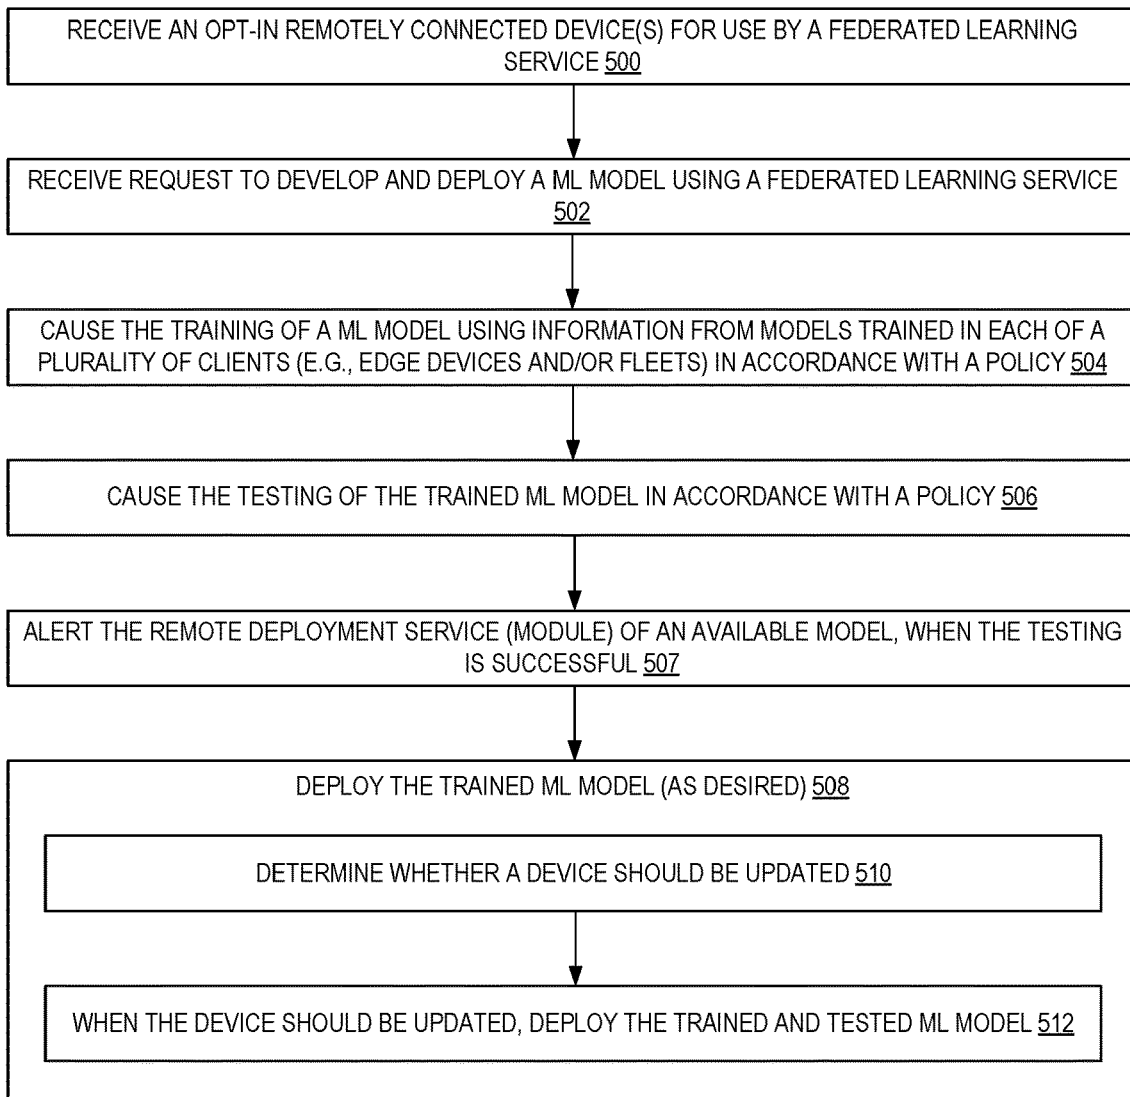 RECEIVE AN OPT-IN REMOTELY CONNECTED DEVICE(S) FOR USE BY A FEDERATED LEARNING
SERVICE 500
RECEIVE REQUEST TO DEVELOP AND DEPLOY A ML MODEL USING A FEDERATED LEARNING SERVICE
502
CAUSE THE TRAINING OF A ML MODEL USING INFORMATION FROM MODELS TRAINED IN EACH OF A
PLURALITY OF CLIENTS (E.G., EDGE DEVICES AND/OR FLEETS) IN ACCORDANCE WITH A POLICY 504
CAUSE THE TESTING OF THE TRAINED ML MODEL IN ACCORDANCE WITH A POLICY 506
ALERT THE REMOTE DEPLOYMENT SERVICE (MODULE) OF AN AVAILABLE MODEL, WHEN THE TESTING
IS SUCCESSFUL 507
DEPLOY THE TRAINED ML MODEL (AS DESIRED) 508
DETERMINE WHETHER A DEVICE SHOULD BE UPDATED 510
WHEN THE DEVICE SHOULD BE UPDATED, DEPLOY THE TRAINED AND TESTED ML MODEL 512